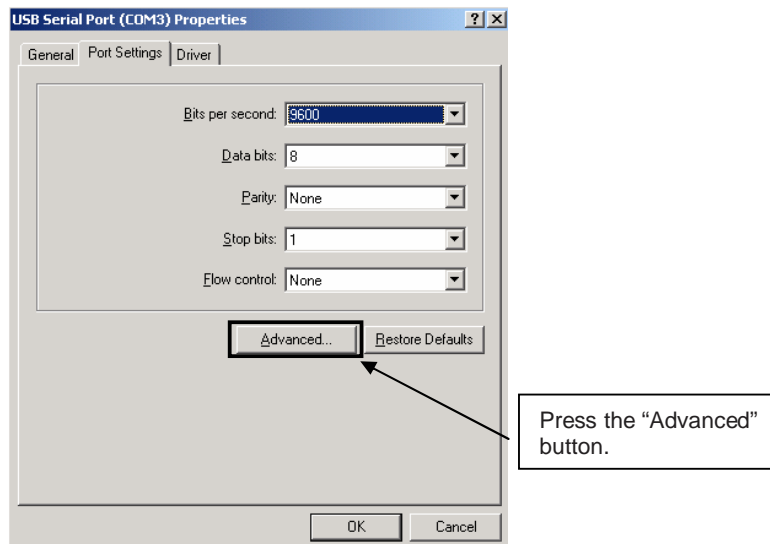 USB Serial Port (COM3) Properties
General Port Settings Driver
Bits per second: 9600
Data bits: 8
Parity: None
Stop bits: 1
Flow control: None
Advanced... Restore Defaults
Press the “Advanced”
button.
OK Cancel